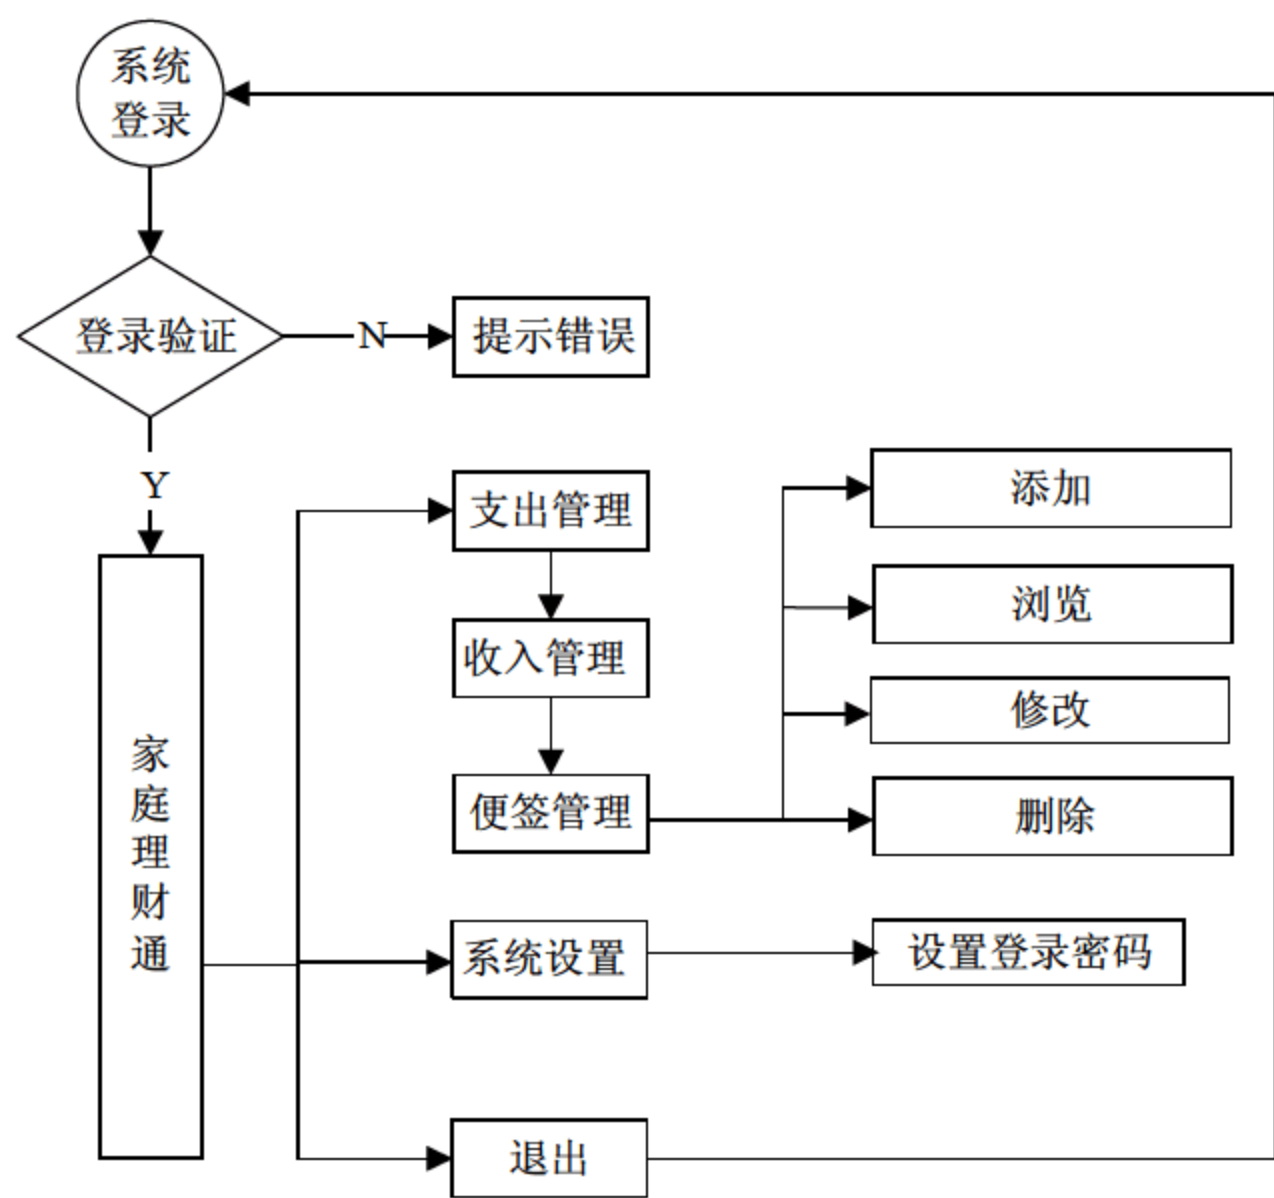 系统
登录
登录验证
N
提示错误
Y
支出管理
添加
浏览
收入管理
修改
便签管理
删除
家庭理财通
系统设置
设置登录密码
退出